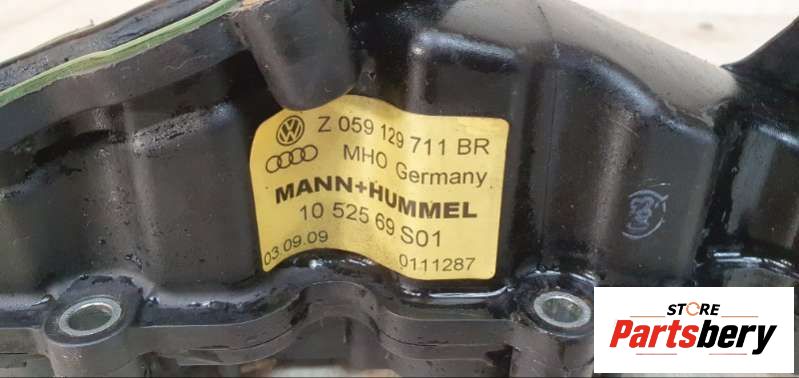 Z 059 129 711 BR
MHO Germany
MANN+HUMMEL
10 525 69 S01
03.09.09
0111287
STORE
Partsbery